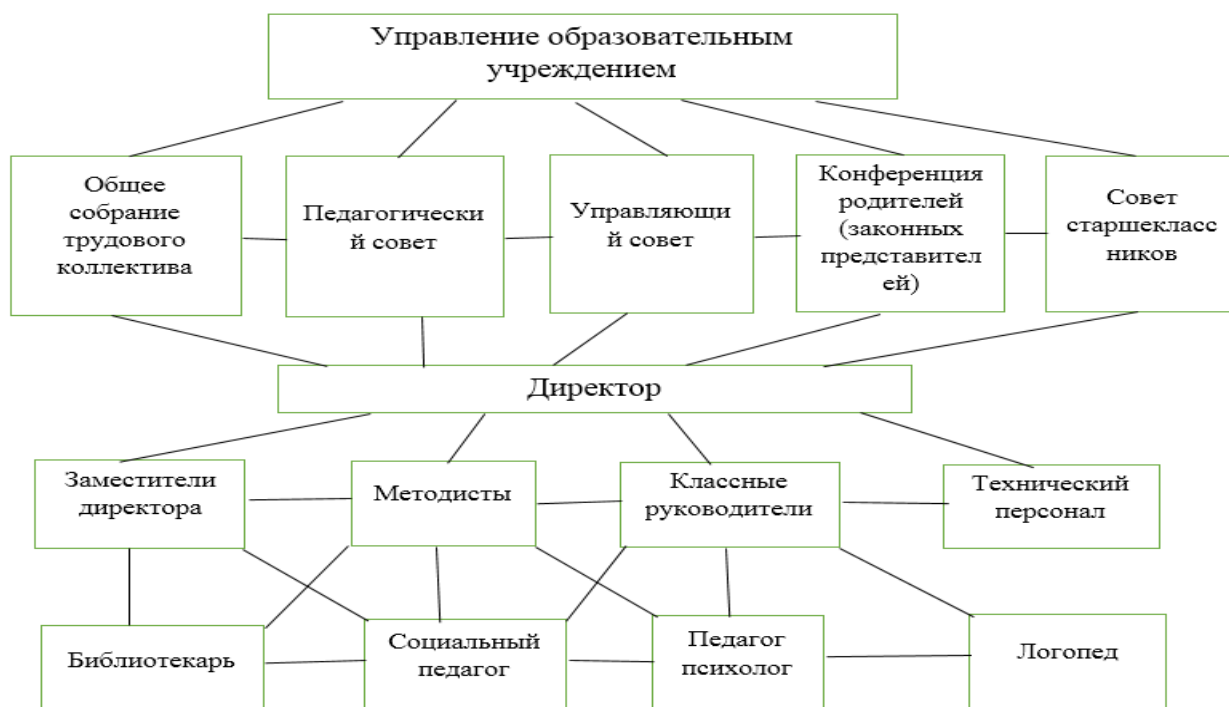 Управление образовательным
учреждением
Общее
собрание
трудового
коллектива
Педагогически
й совет
Управляющи
й совет
Конференция
родителей
(законных
представител
ей)
Совет
старшекласс
ников
Директор
Заместители
директора
Методисты
Классные
руководители
Технический
персонал
Библиотекарь
Социальный
педагог
Педагог
психолог
Логопед